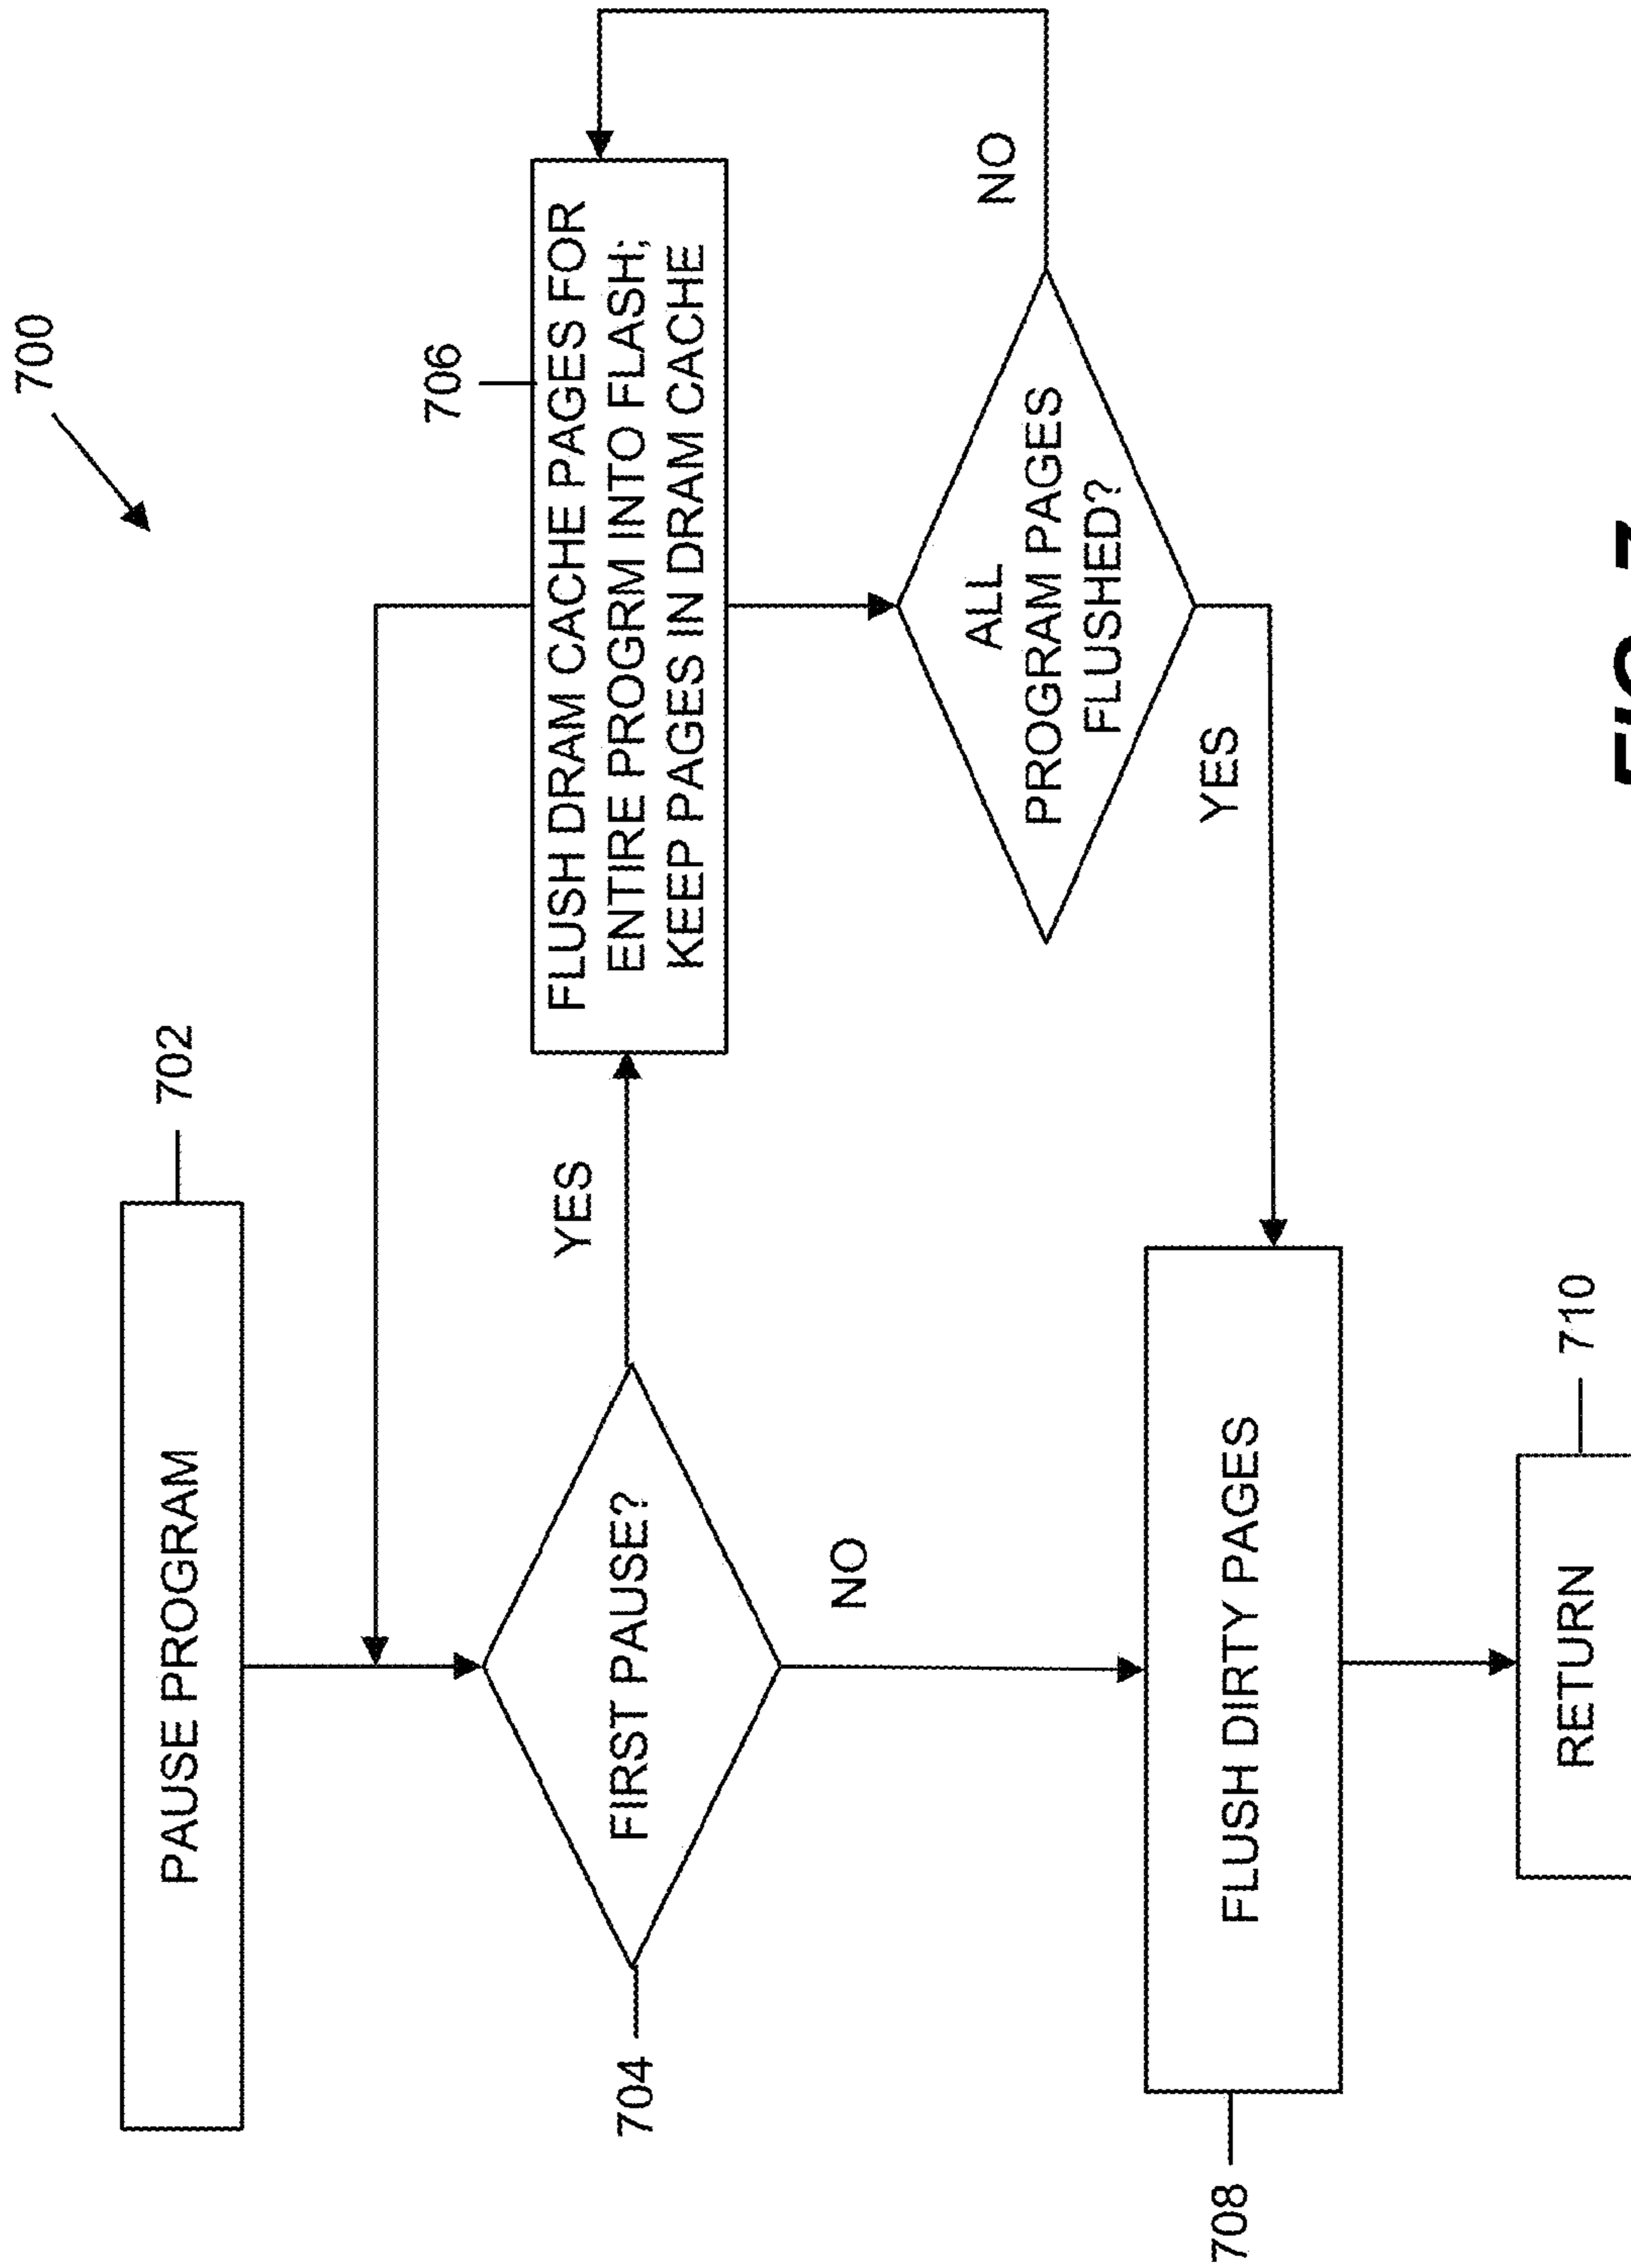 700
PAUSE PROGRAM
702
FIRST PAUSE?
704
YES
NO
706
FLUSH DRAM CACHE PAGES FOR
ENTIRE PROGRM INTO FLASH;
KEEP PAGES IN DRAM CACHE
ALL
PROGRAM PAGES
FLUSHED?
NO
YES
FLUSH DIRTY PAGES
708
RETURN
710